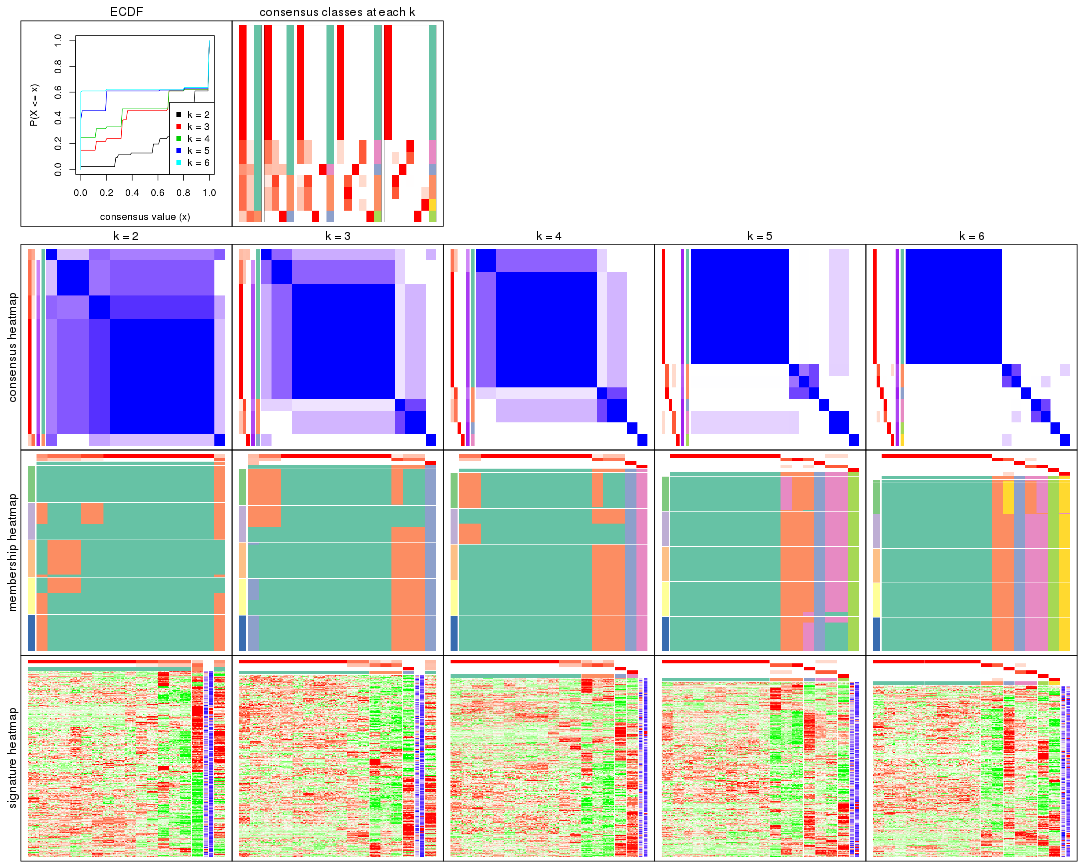 ECDF
consensus classes at each k
P(X <= x)
1.0
0.8
0.6
0.4
0.2
0.0
k = 2
k = 3
k = 4
k = 5
k = 6
0.0 0.2 0.4 0.6 0.8 1.0
consensus value (x)
k = 2
k = 3
k = 4
k = 5
k = 6
consensus heatmap
membership heatmap
signature heatmap